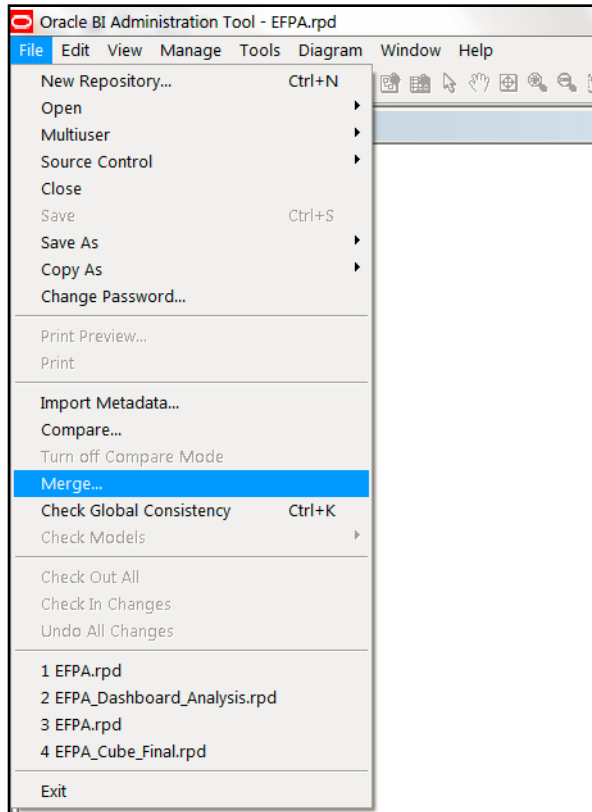 Oracle BI Administration Tool - EFPA.rpd
File Edit View Manage Tools Diagram Window Help
New Repository... Ctrl+N
Open
Multiuser
Source Control
Close
Save Ctrl+S
Save As
Copy As
Change Password...
Print Preview...
Print
Import Metadata...
Compare...
Turn off Compare Mode
Merge...
Check Global Consistency Ctrl+K
Check Models
Check Out All
Check In Changes
Undo All Changes
1 EFPA.rpd
2 EFPA_Dashboard_Analysis.rpd
3 EFPA.rpd
4 EFPA_Cube_Final.rpd
Exit